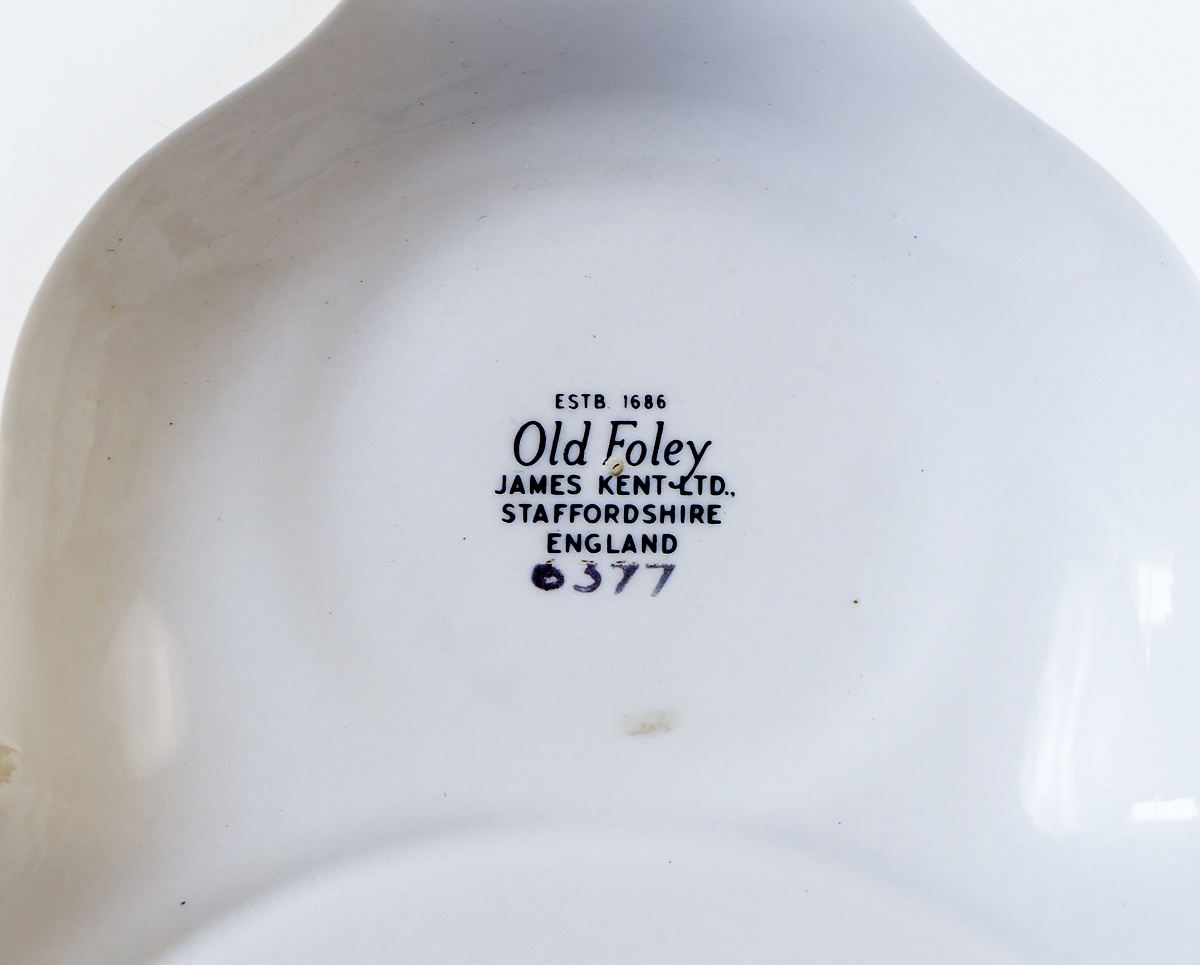 ESTB. 1686
Old Foley
JAMES KENT LTD.,
STAFFORDSHIRE
ENGLAND
6377